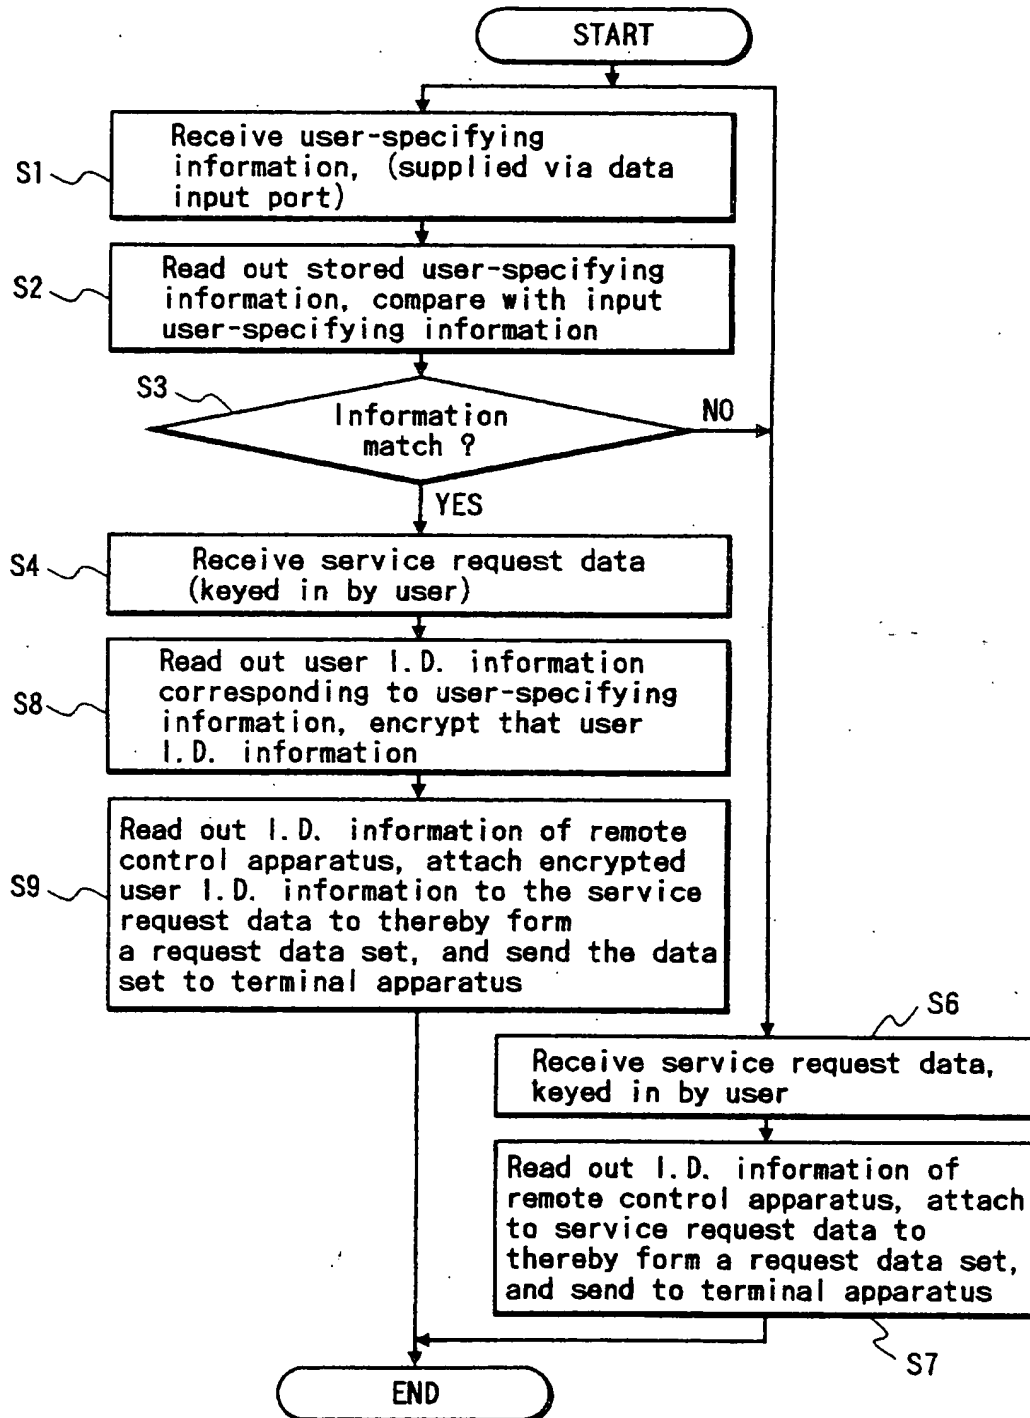 START
S1
Receive user-specifying
information, (supplied via data
input port)
S2
Read out stored user-specifying
information, compare with input
user-specifying information
S3
Information
match ?
NO
YES
S4
Receive service request data
(keyed in by user)
S8
Read out user I.D. information
corresponding to user-specifying
information, encrypt that user
I.D. information
S9
Read out I.D. information of remote
control apparatus, attach encrypted
user I.D. information to the service
request data to thereby form
a request data set, and send the data
set to terminal apparatus
S6
Receive service request data,
keyed in by user
Read out I.D. information of
remote control apparatus, attach
to service request data to
thereby form a request data set,
and send to terminal apparatus
S7
END